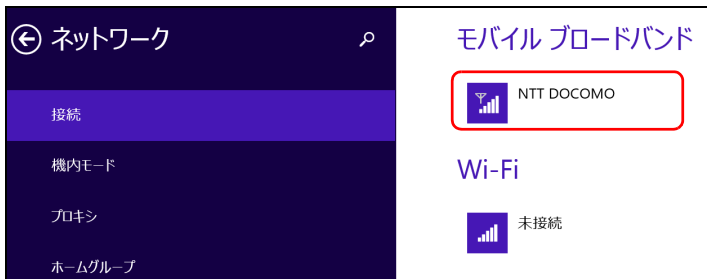 ネットワーク
接続
機内モード
プロキシ
ホームグループ
モバイル ブロードバンド
NTT DOCOMO
Wi-Fi
未接続